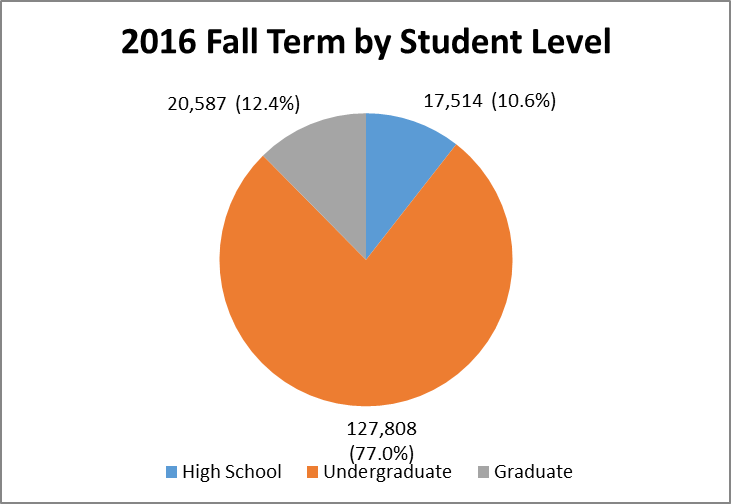 2016 Fall Term by Student Level
20,587 (12.4%)
17,514 (10.6%)
127,808
(77.0%)
High School
Undergraduate
Graduate